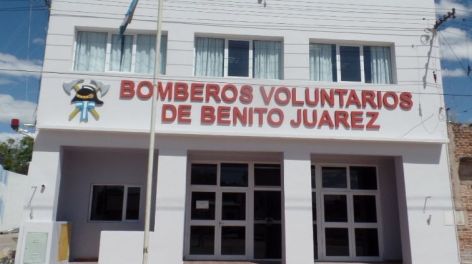 BOMBEROS VOLUNTARIOS
DE BENITO JUAREZ